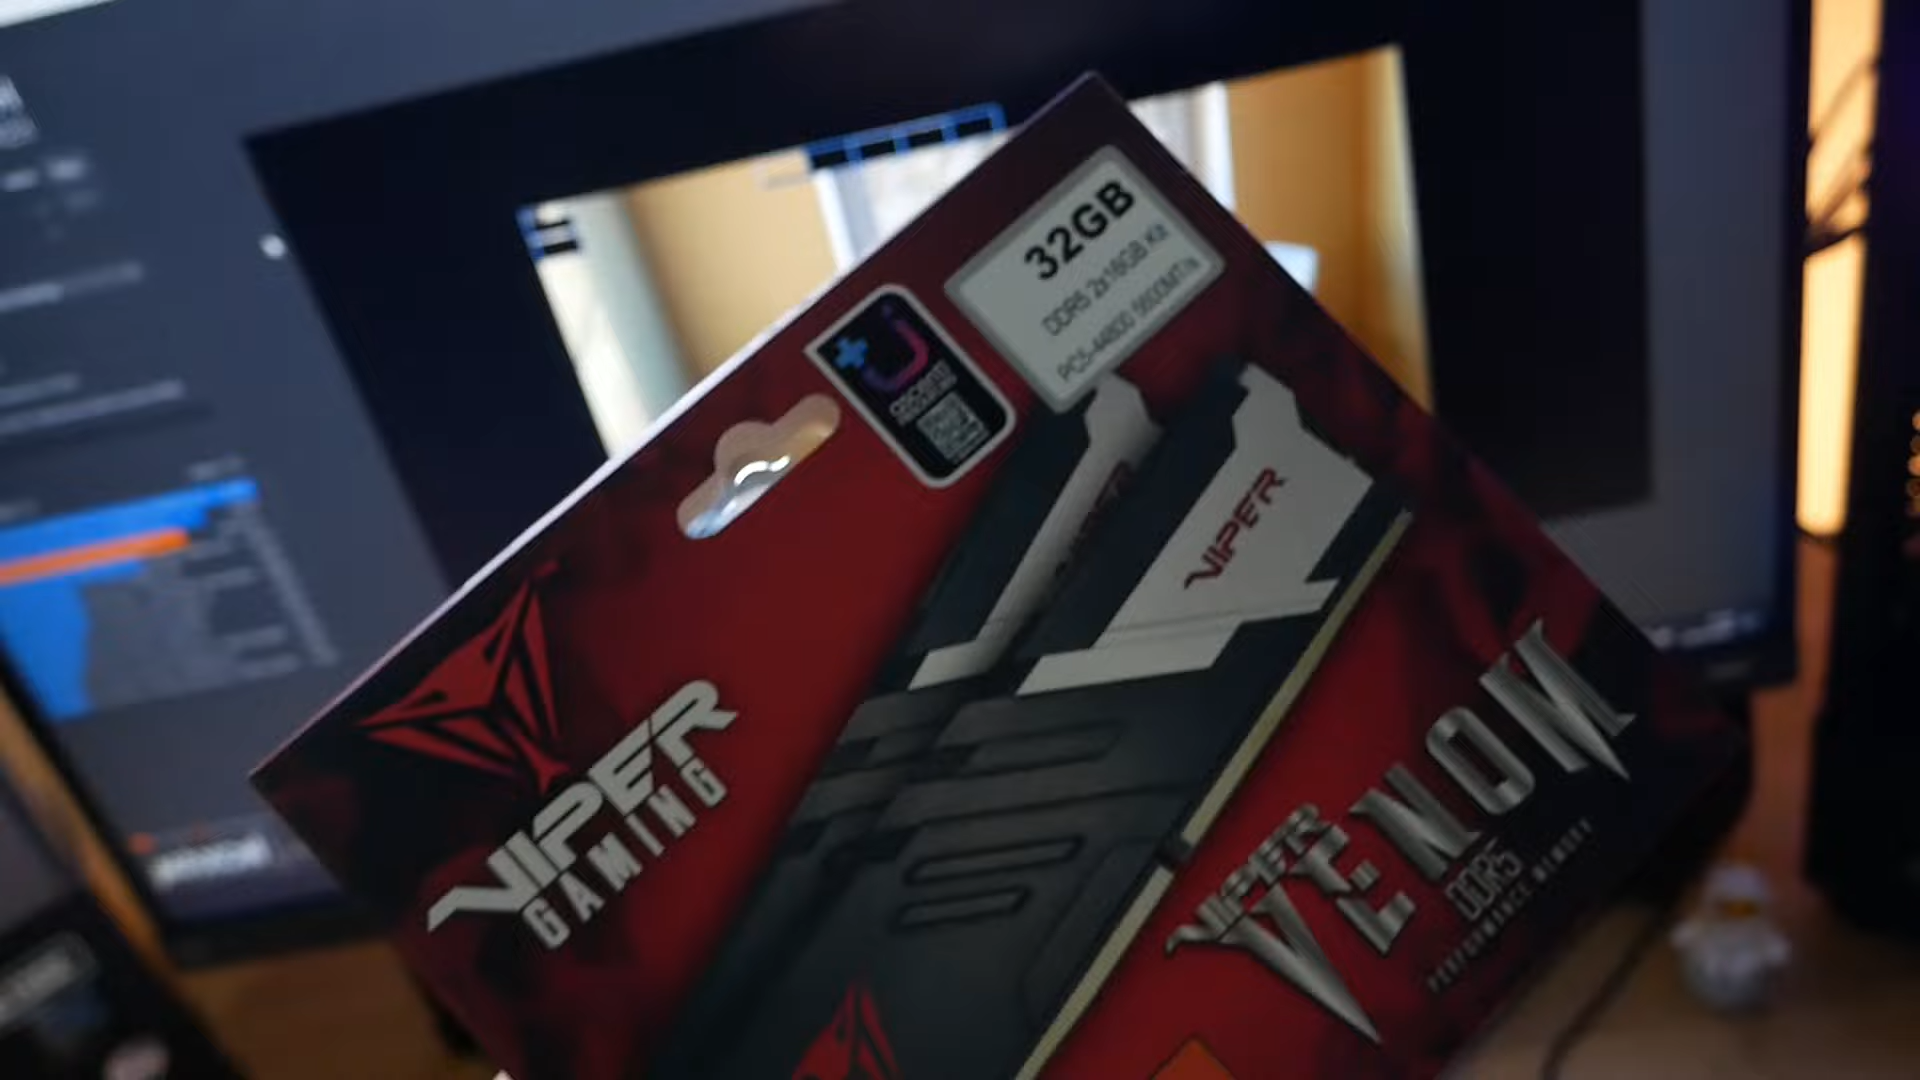 32GB
DDR5 2x16GB Kit
PC5-44800 5600MT/s
VIPER
VIPER
GAMING
VIPER
VENOM
DDR5
PERFORMANCE MEMORY